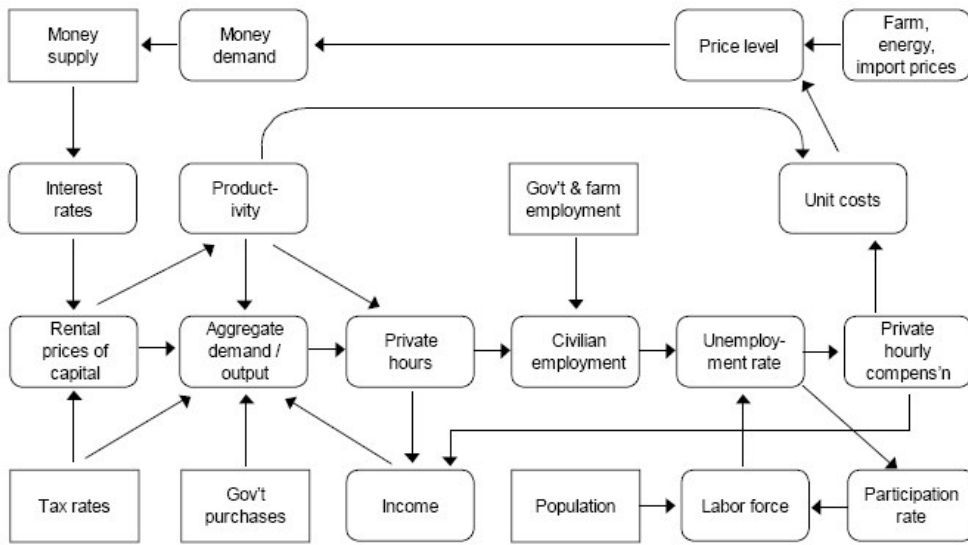 Money
supply
Money
demand
Price level
Farm,
energy,
import prices
Interest
rates
Product-
ivity
Gov't & farm
employment
Unit costs
Rental
prices of
capital
Aggregate
demand /
output
Private
hours
Civilian
employment
Unemploy-
ment rate
Private
hourly
compens'n
Tax rates
Gov't
purchases
Income
Population
Labor force
Participation
rate